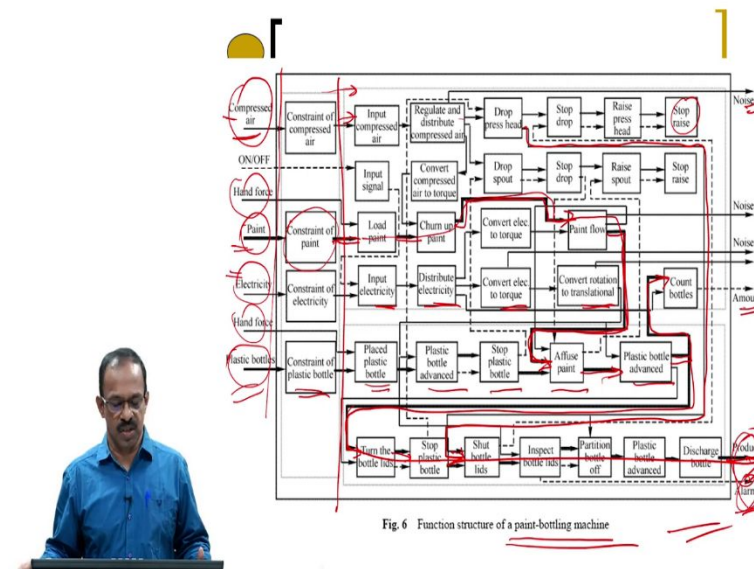 Compressed
air
Constraint of
compressed
air
Input
compressed
air
Regulate and
distribute
compressed air
Drop
press head
Stop
drop
Raise
press
head
Stop
raise
Noise
ON/OFF
Input
signal
Convert
compressed
air to torque
Drop
spout
Stop
drop
Raise
spout
Stop
raise
Hand force
Noise
Paint
Constraint of
paint
Load
paint
Churn up
paint
Convert elec.
to torque
Paint flow
Noise
Electricity
Constraint of
electricity
Input
electricity
Distribute
electricity
Convert elec.
to torque
Convert rotation
to translational
Count
bottles
Hand force
Plastic bottles
Constraint of
plastic bottle
Placed
plastic
bottle
Plastic
bottle
advanced
Stop
plastic
bottle
Affuse
paint
Plastic bottle
advanced
Turn the
bottle lids
Stop
plastic
bottle
Shut
bottle
lids
Inspect
bottle lids
Partition
bottle
off
Plastic
bottle
advanced
Discharge
bottle
Alarm
Fig. 6 Function structure of a paint-bottling machine